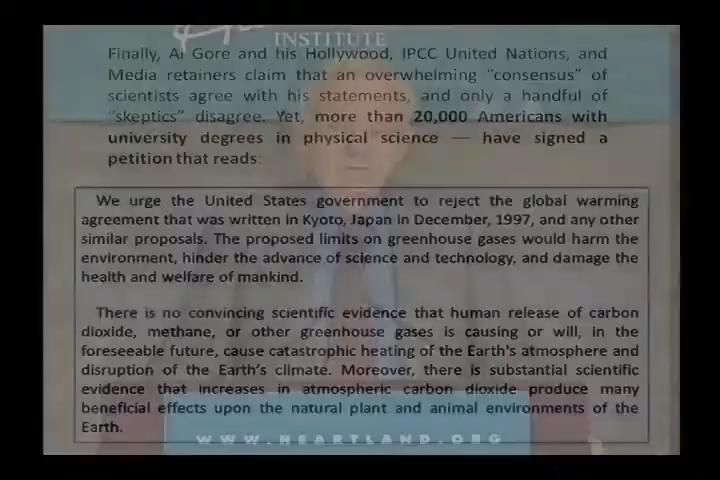 INSTITUTE
Finally, Al Gore and his Hollywood, IPCC United Nations, and
Media retainers claim that an overwhelming “consensus” of
scientists agree with his statements, and only a handful of
“skeptics” disagree. Yet, more than 20,000 Americans with
university degrees in physical science — have signed a
petition that reads:
We urge the United States government to reject the global warming
agreement that was written in Kyoto, Japan in December, 1997, and any other
similar proposals. The proposed limits on greenhouse gases would harm the
environment, hinder the advance of science and technology, and damage the
health and welfare of mankind.
There is no convincing scientific evidence that human release of carbon
dioxide, methane, or other greenhouse gases is causing or will, in the
foreseeable future, cause catastrophic heating of the Earth's atmosphere and
disruption of the Earth's climate. Moreover, there is substantial scientific
evidence that increases in atmospheric carbon dioxide produce many
beneficial effects upon the natural plant and animal environments of the
Earth.
WWW.HEARTLAND.ORG